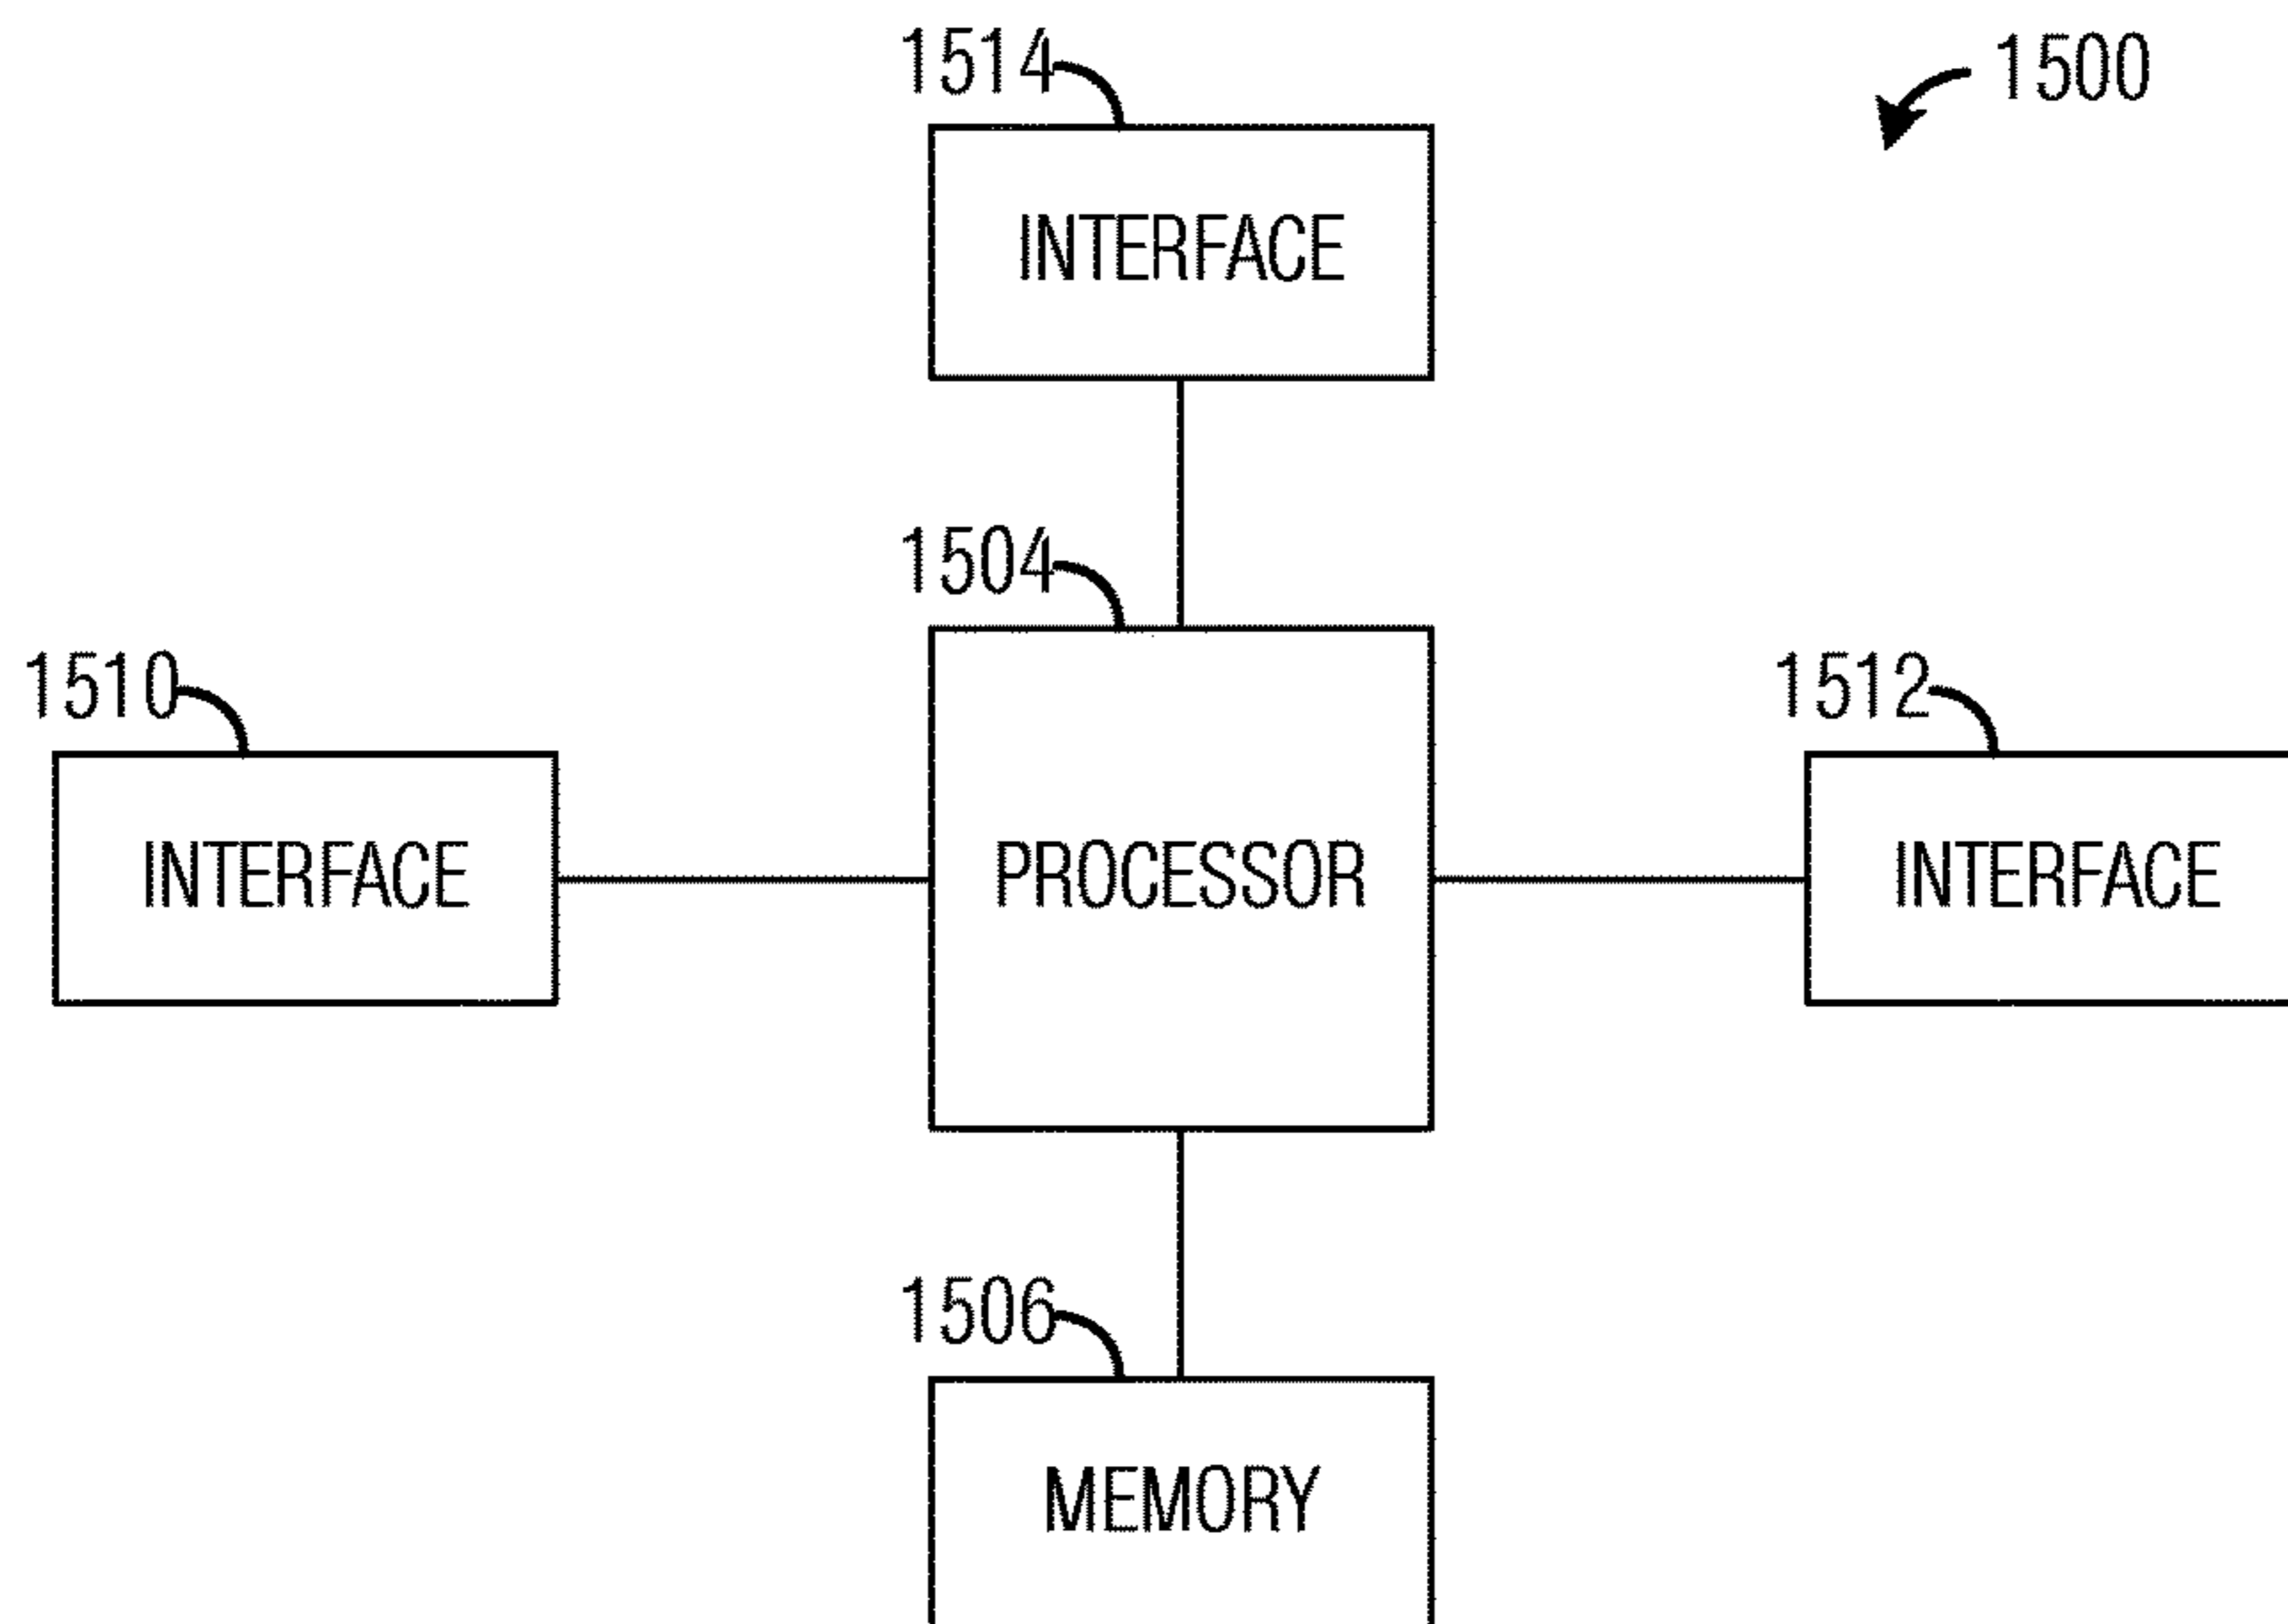 1514
1500
INTERFACE
1504
1510
1512
INTERFACE
PROCESSOR
INTERFACE
1506
MEMORY